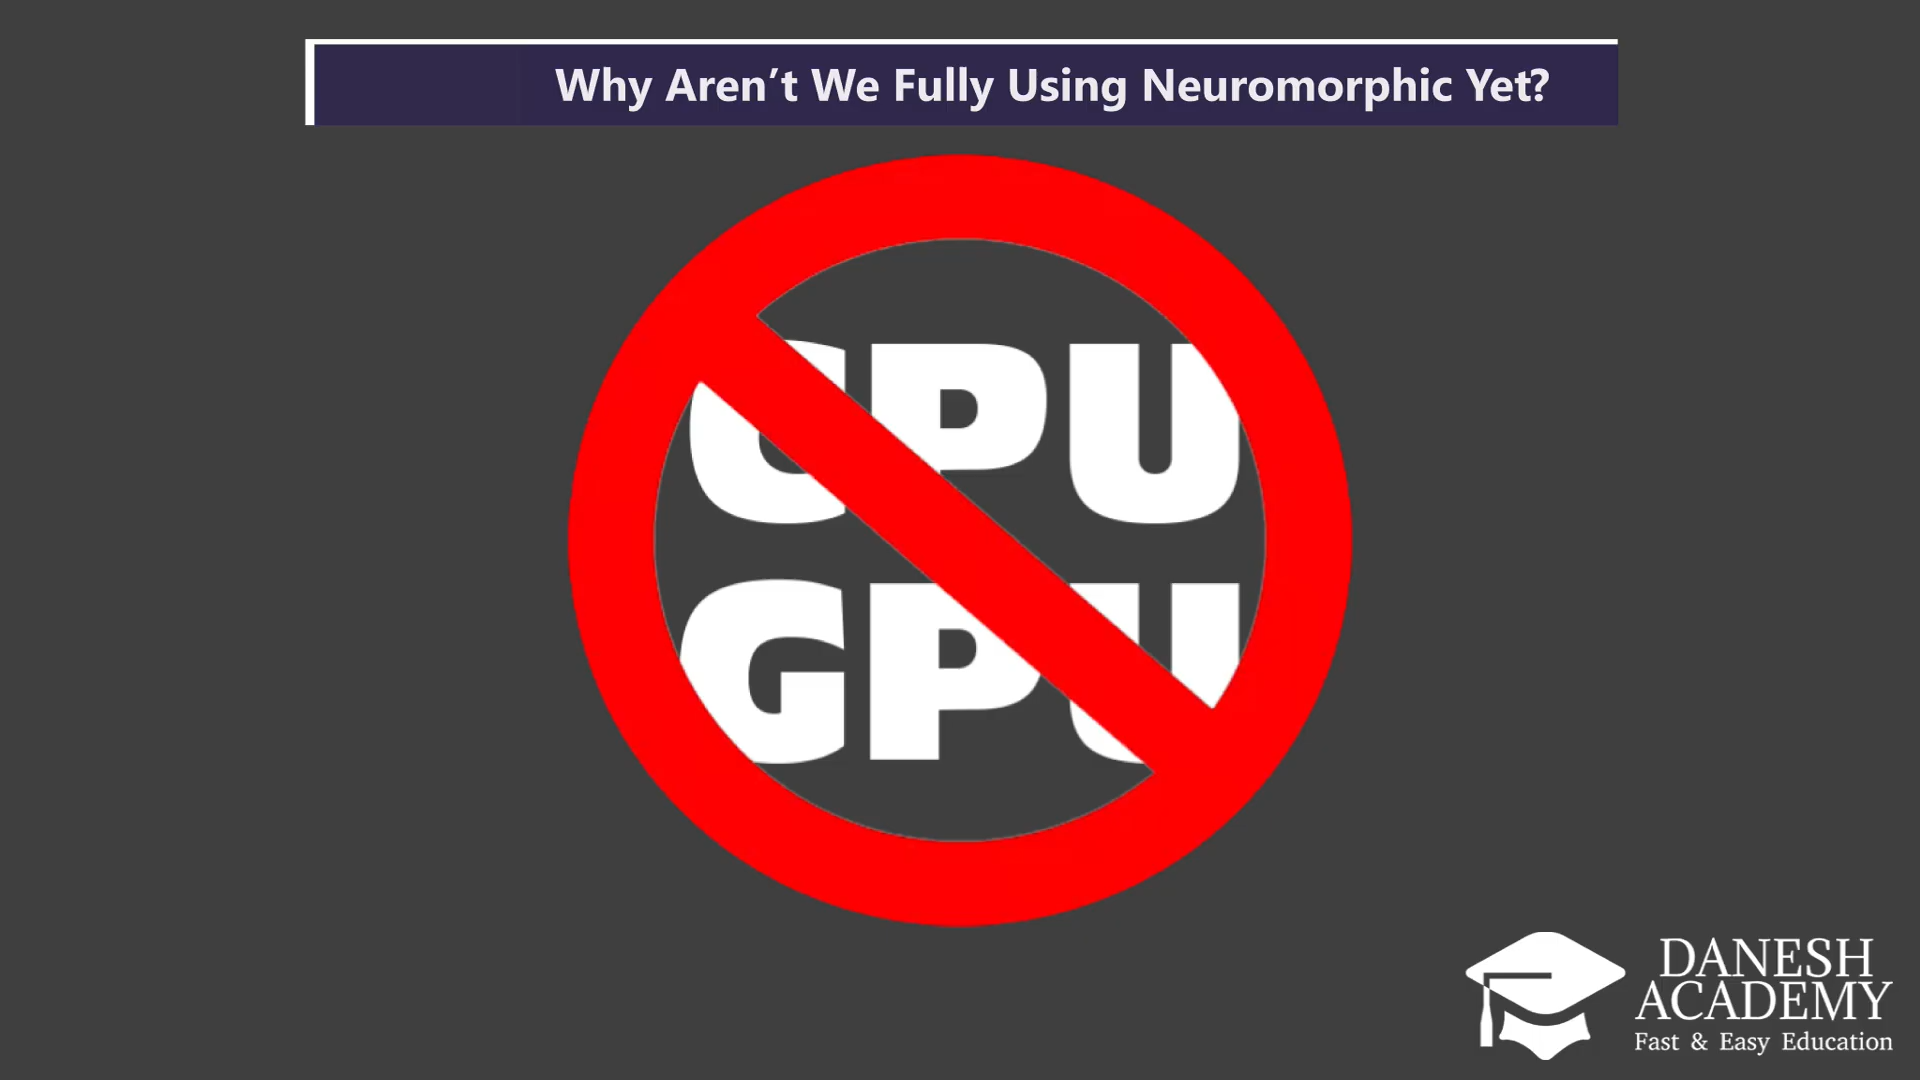 Why Aren’t We Fully Using Neuromorphic Yet?
CPU
GPU
DANESH
ACADEMY
Fast & Easy Education